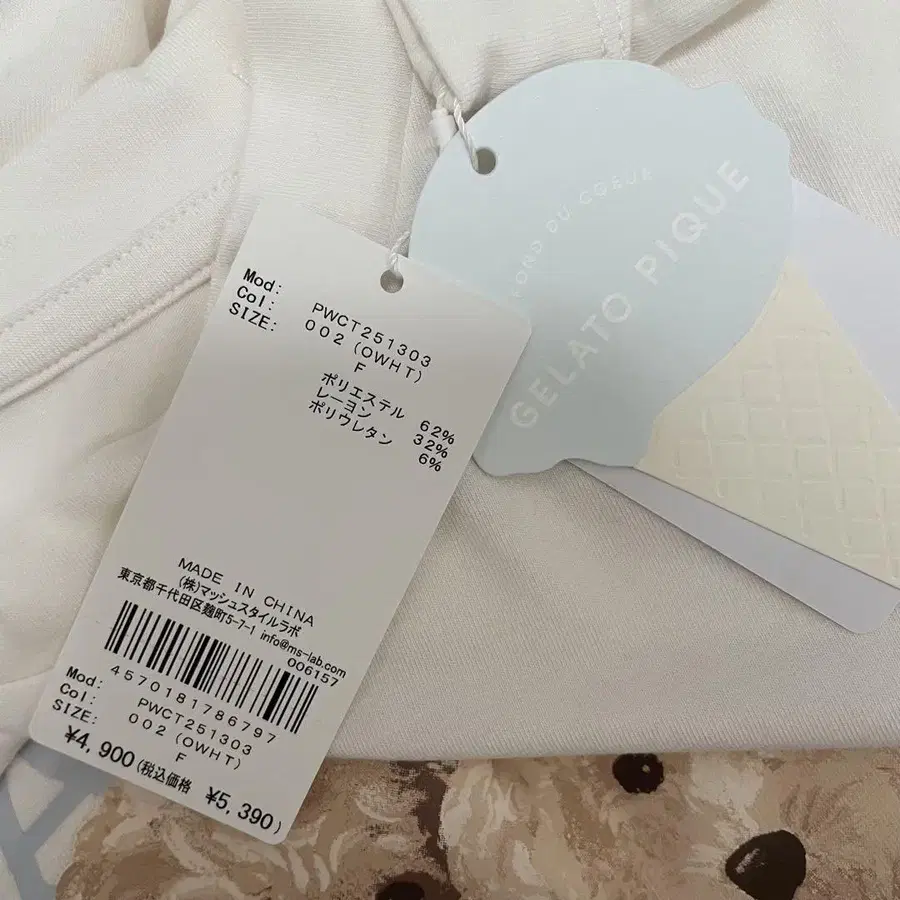 Mod: PWCT251303
Col: 002 (OWHT)
SIZE: F
ポリエステル 62%
レーヨン 32%
ポリウレタン 6%
MADE IN CHINA
(株)マッシュスタイルラボ
東京都千代田区麹町5-7-1 info@ms-lab.com
006157
4570181786797
Mod: PWCT251303
Col: 002 (OWHT)
SIZE: F
¥4,900 (税込価格 ¥5,390)
DU CŒUR
GELATO PIQUE